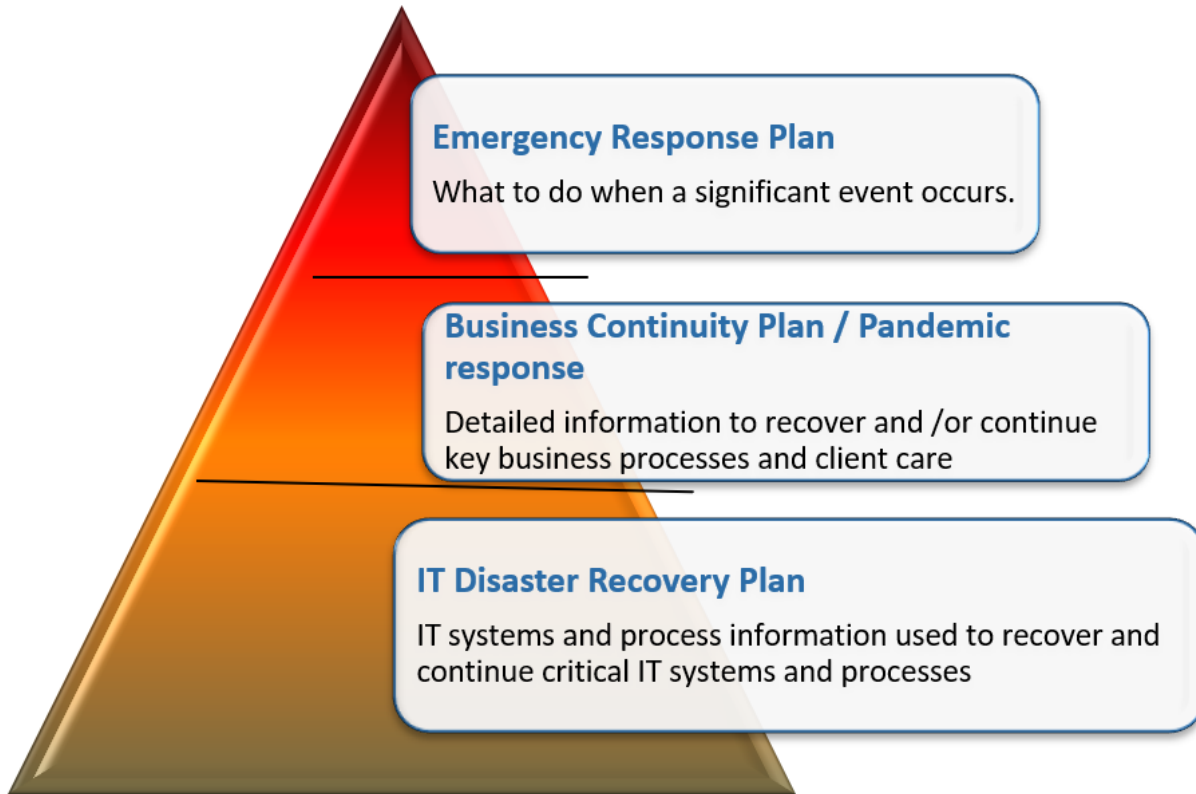 Emergency Response Plan
What to do when a significant event occurs.
Business Continuity Plan / Pandemic
response
Detailed information to recover and /or continue
key business processes and client care
IT Disaster Recovery Plan
IT systems and process information used to recover and
continue critical IT systems and processes